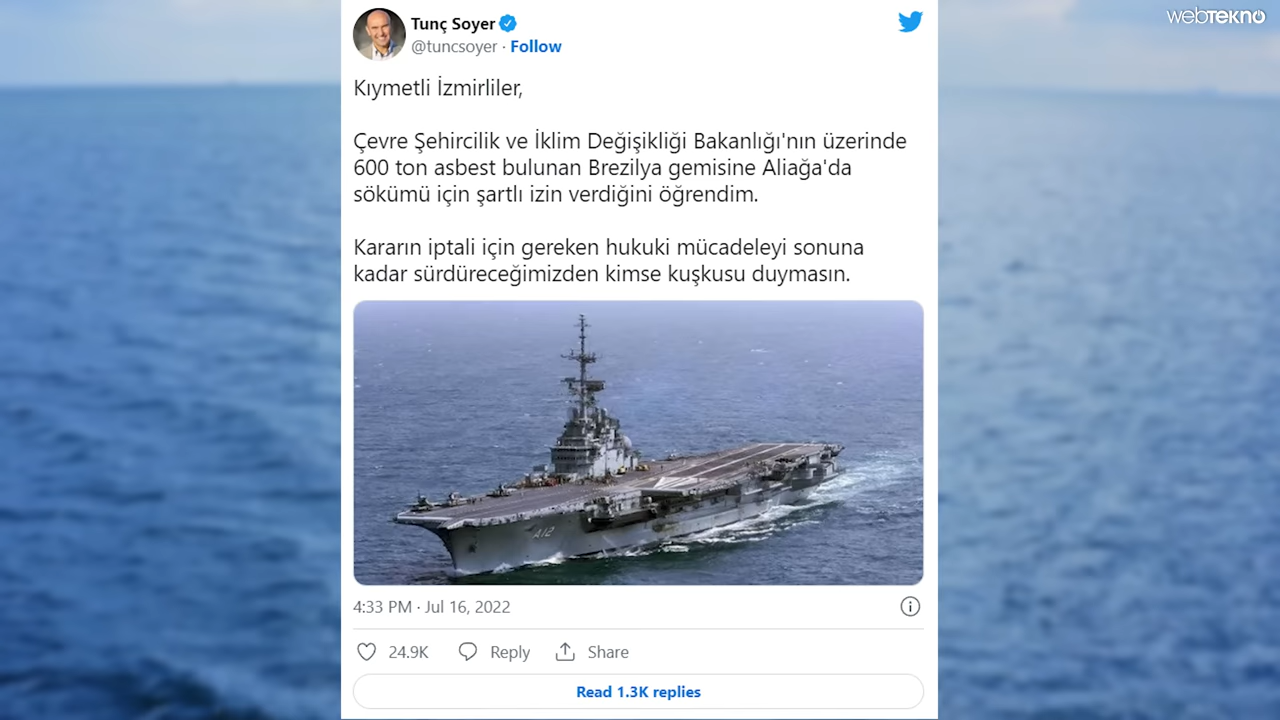 webtekno
Tunç Soyer
@tuncsoyer · Follow
Kıymetli İzmirliler,
Çevre Şehircilik ve İklim Değişikliği Bakanlığı'nın üzerinde
600 ton asbest bulunan Brezilya gemisine Aliağa'da
sökümü için şartlı izin verdiğini öğrendim.
Kararın iptali için gereken hukuki mücadeleyi sonuna
kadar sürdüreceğimizden kimse kuşkusu duymasın.
A12
4:33 PM · Jul 16, 2022
24.9K Reply Share
Read 1.3K replies